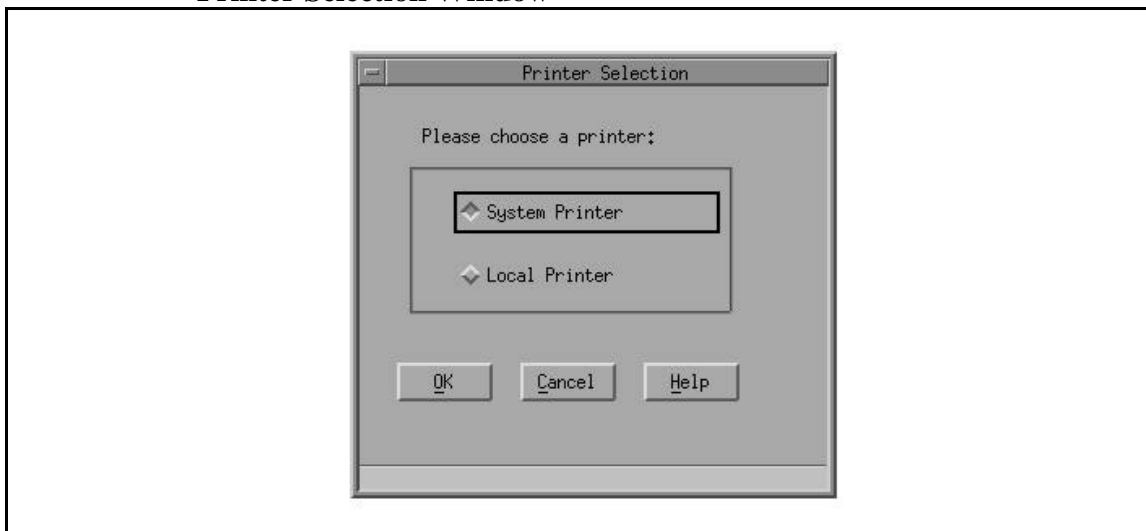 Printer Selection Window
Printer Selection
Please choose a printer:
System Printer
Local Printer
OK
Cancel
Help